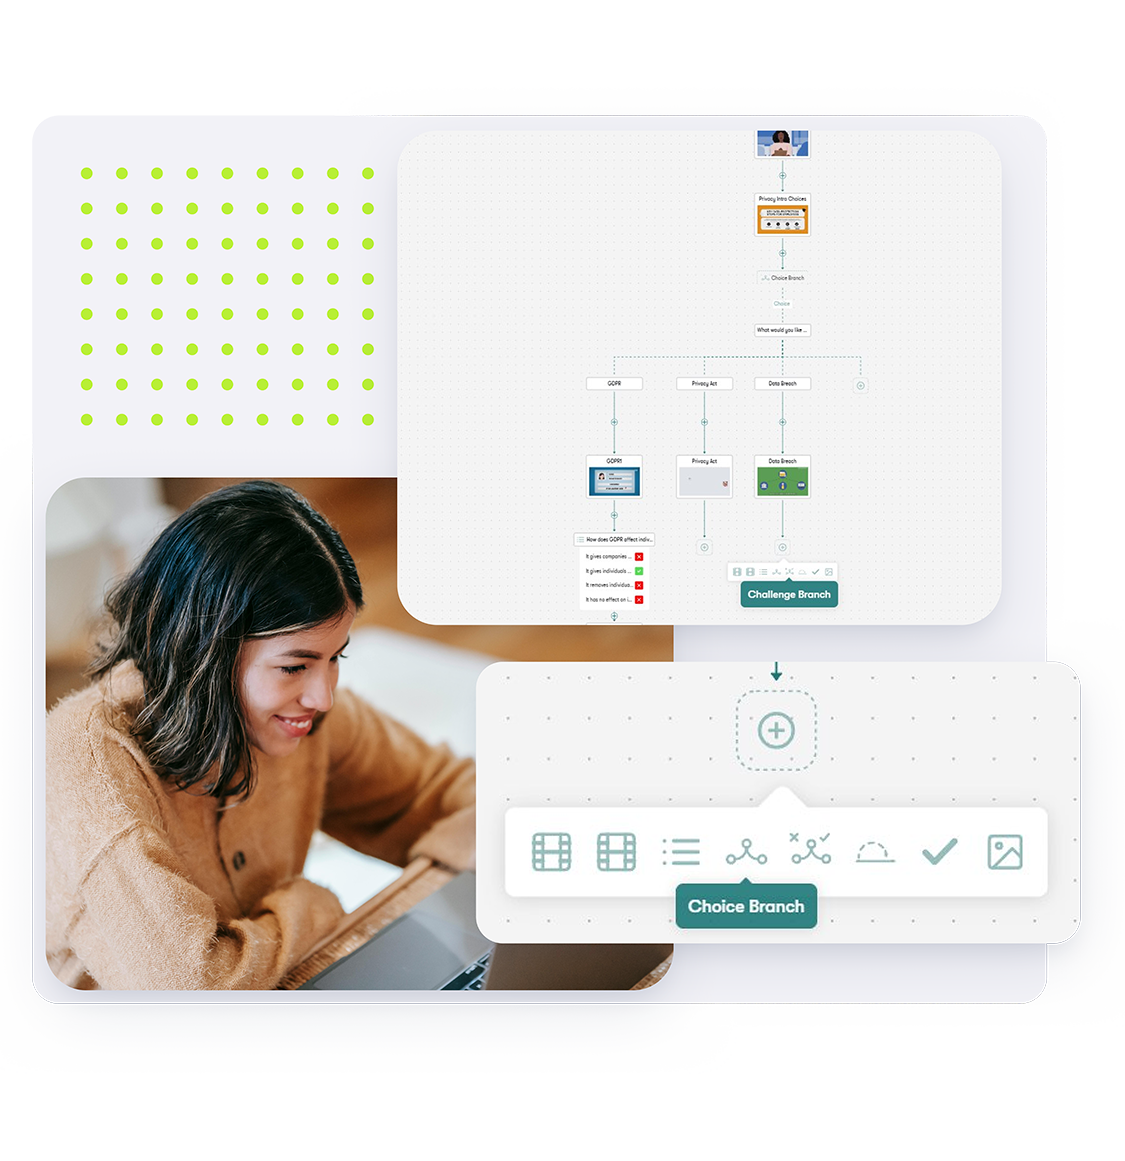 Privacy Intro Choices
Choice Branch
Choice
What would you like ...
GDPR
Privacy Act
Data Breach
GDPR1
Privacy Act
Data Breach
How does GDPR affect indiv...
It gives companies ...
It gives individuals ...
It removes individua...
It has no effect on i...
Challenge Branch
Choice Branch